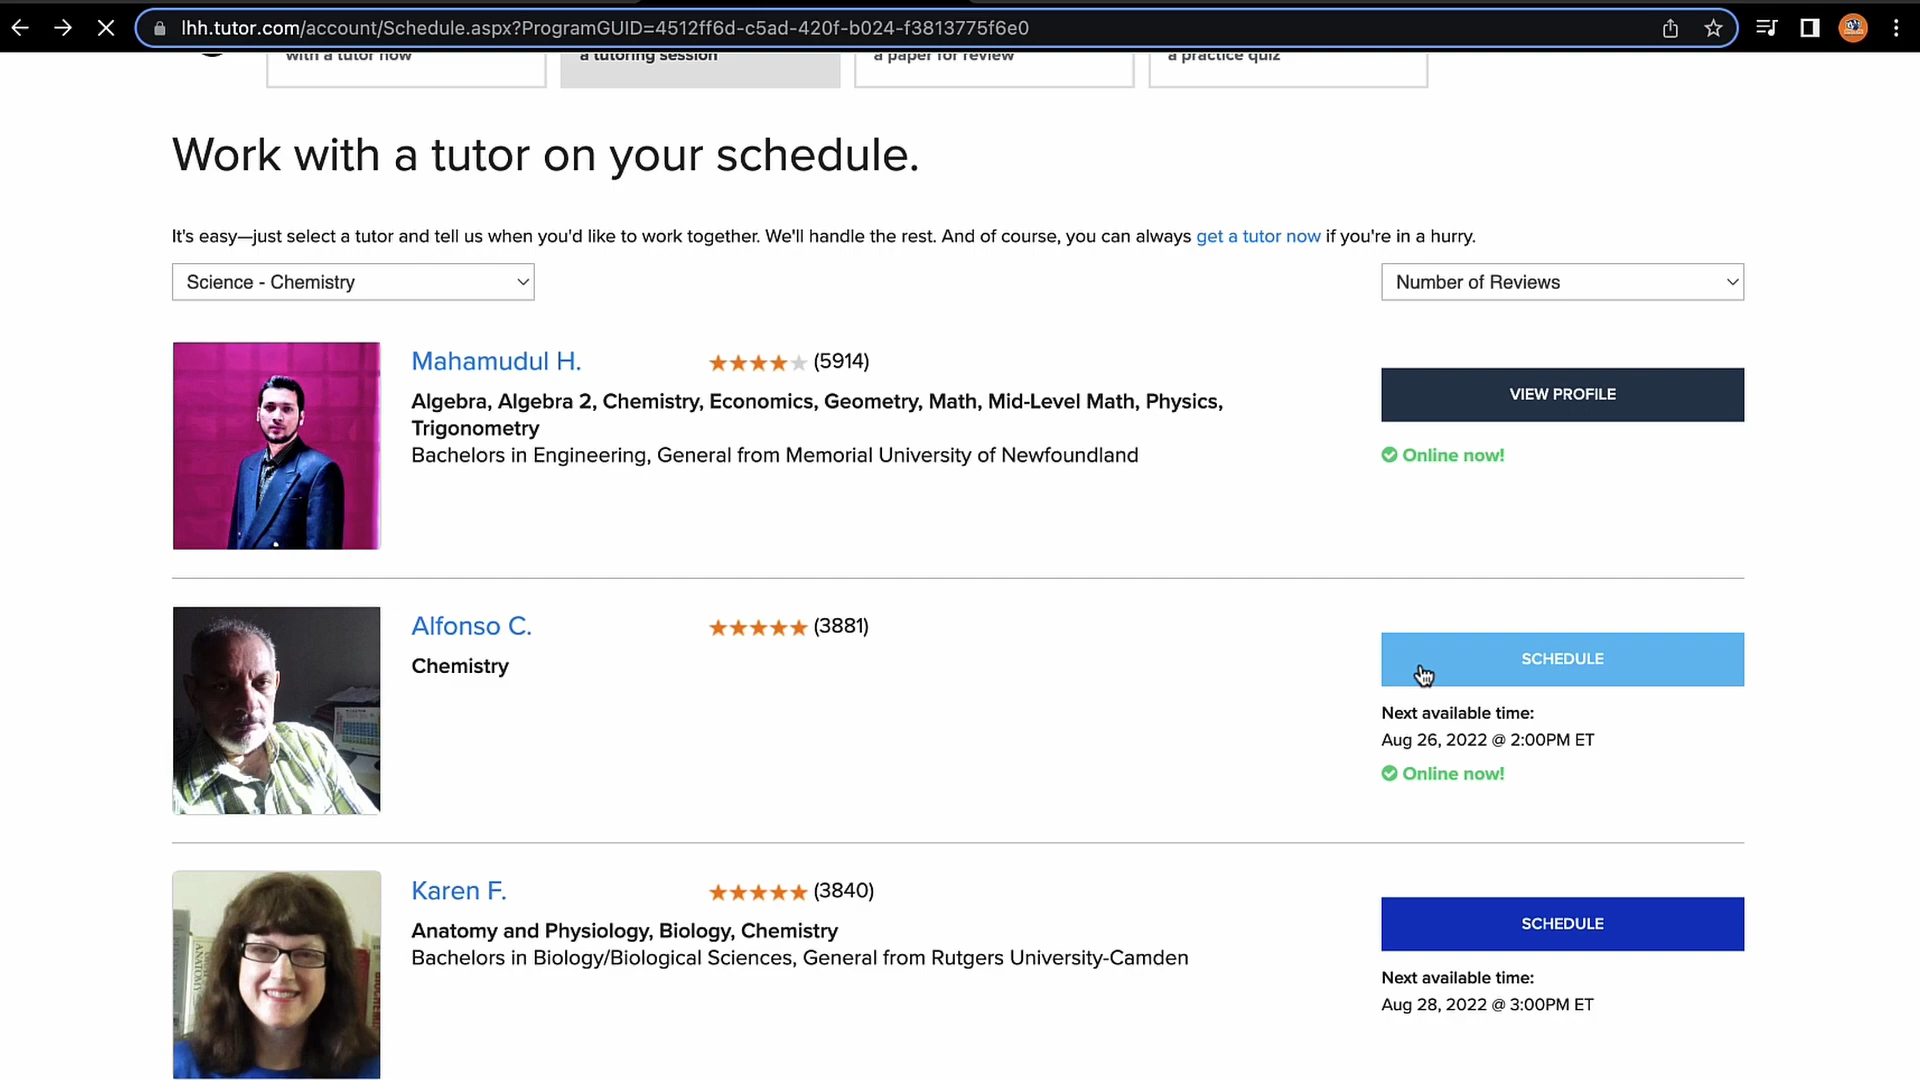 lhh.tutor.com/account/Schedule.aspx?ProgramGUID=4512ff6d-c5ad-420f-b024-f3813775f6e0
with a tutor now
a tutoring session
a paper for review
a practice quiz
Work with a tutor on your schedule.
It's easy—just select a tutor and tell us when you'd like to work together. We'll handle the rest. And of course, you can always get a tutor now if you're in a hurry.
Science - Chemistry
Number of Reviews
Mahamudul H.
(5914)
Algebra, Algebra 2, Chemistry, Economics, Geometry, Math, Mid-Level Math, Physics,
Trigonometry
Bachelors in Engineering, General from Memorial University of Newfoundland
VIEW PROFILE
Online now!
Alfonso C.
(3881)
Chemistry
SCHEDULE
Next available time:
Aug 26, 2022 @ 2:00PM ET
Online now!
Karen F.
(3840)
Anatomy and Physiology, Biology, Chemistry
Bachelors in Biology/Biological Sciences, General from Rutgers University-Camden
SCHEDULE
Next available time:
Aug 28, 2022 @ 3:00PM ET